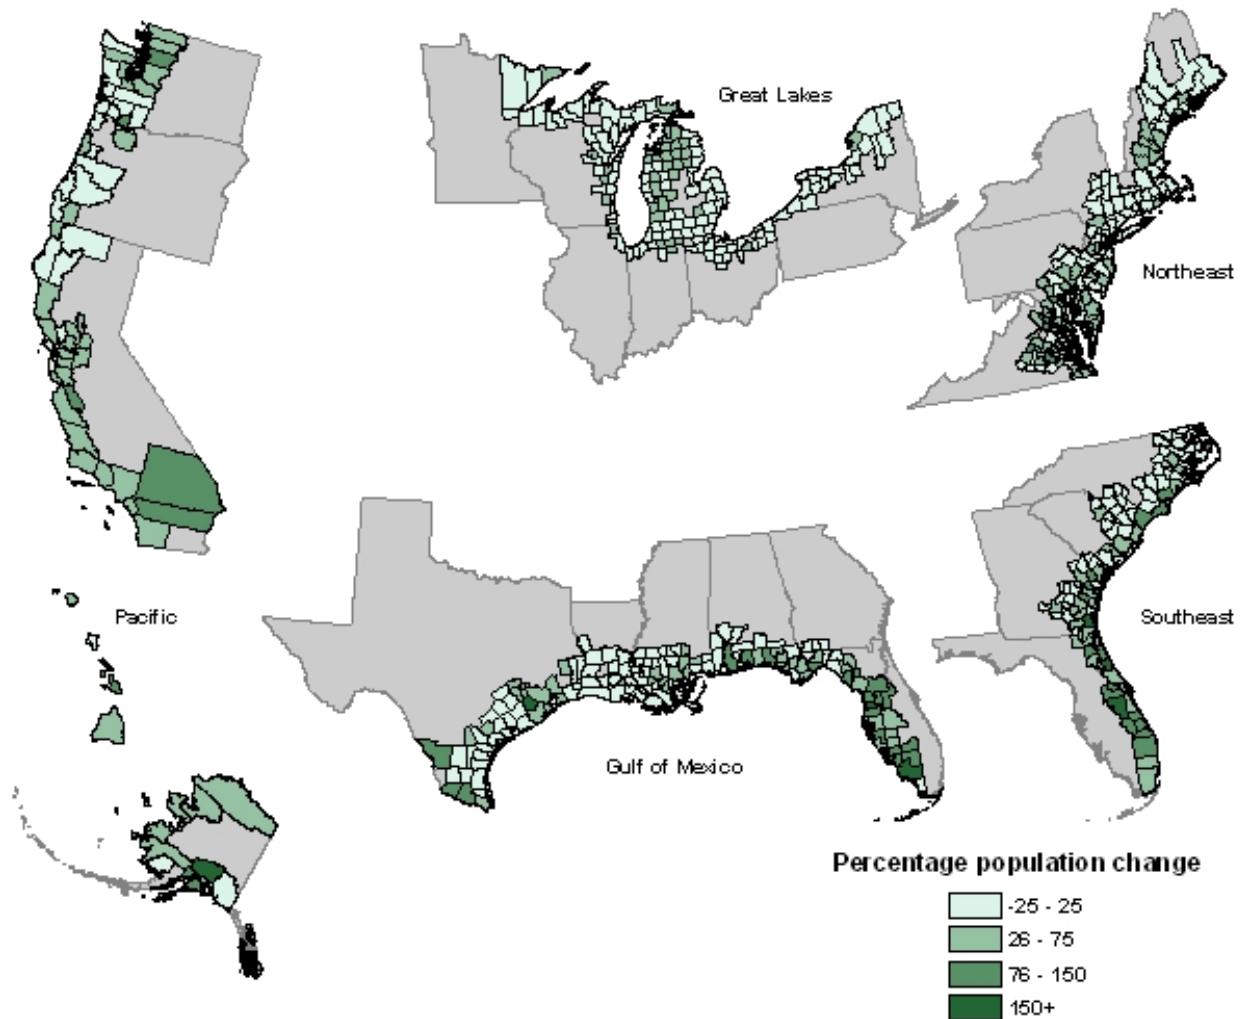 Great Lakes
Northeast
Pacific
Southeast
Gulf of Mexico
Percentage population change
-25 - 25
26 - 75
76 - 150
150+